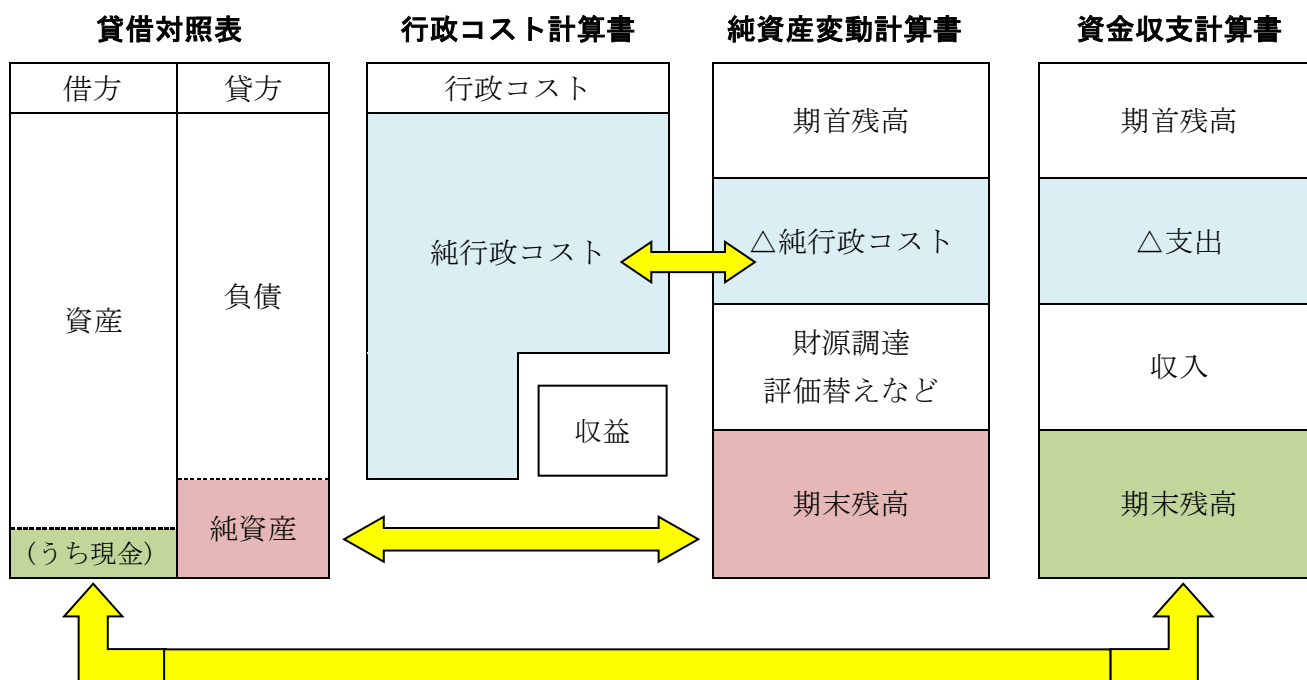 貸借対照表
行政コスト計算書
純資産変動計算書
資金収支計算書
借方
貸方
資産
負債
(うち現金)
純資産
行政コスト
純行政コスト
収益
期首残高
△純行政コスト
財源調達
評価替えなど
期末残高
期首残高
△支出
収入
期末残高